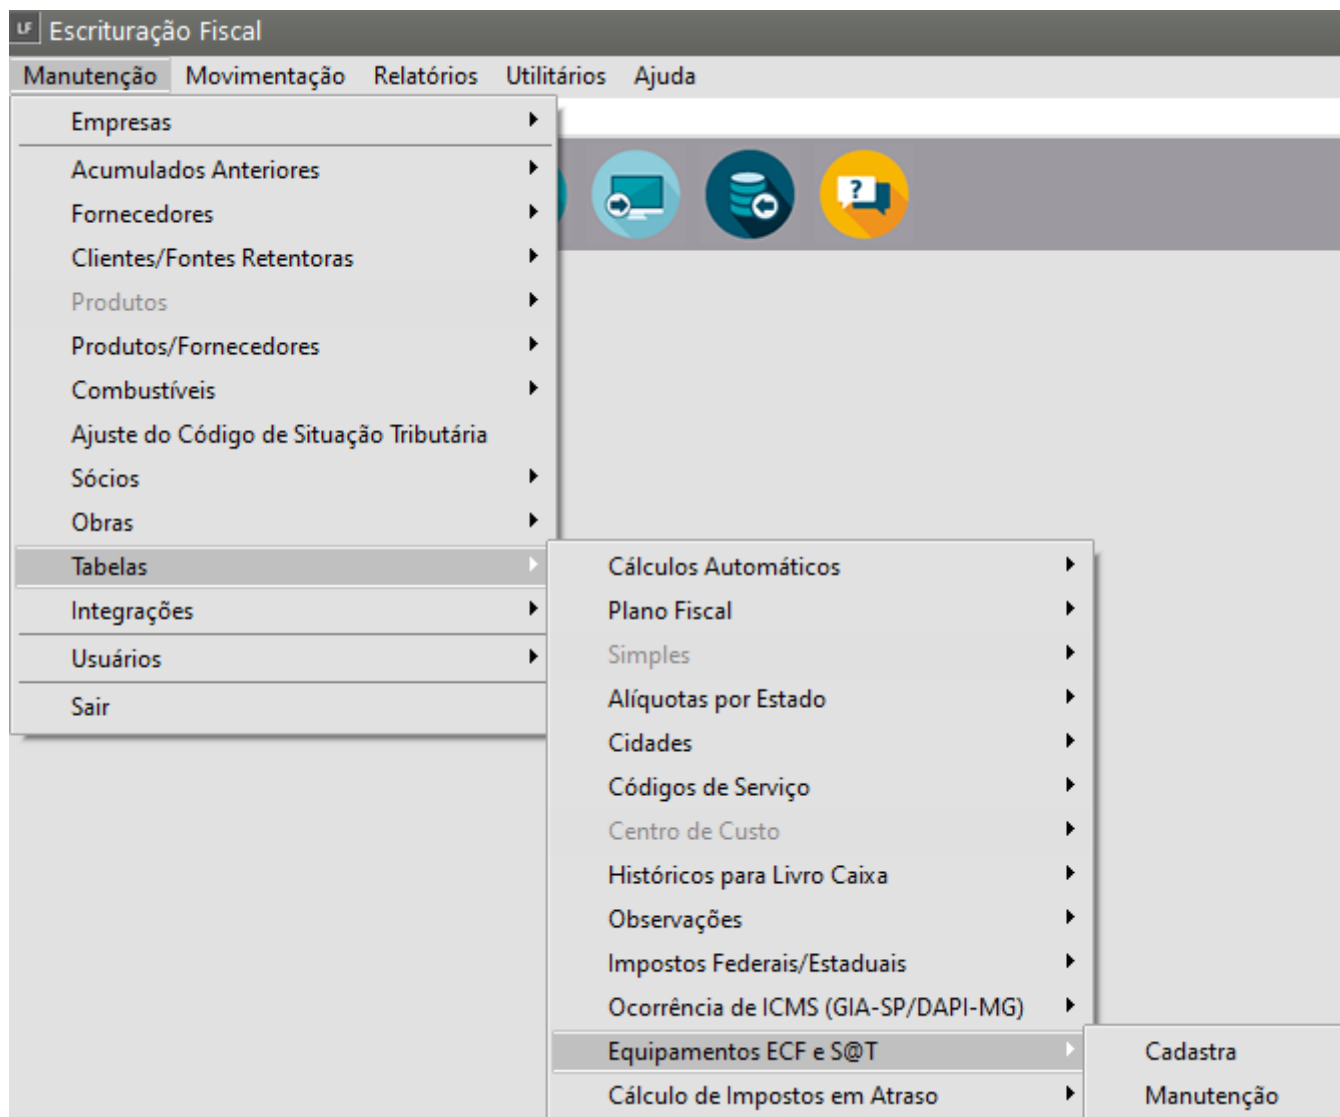 LF Escrituração Fiscal
Manutenção Movimentação Relatórios Utilitários Ajuda
Empresas
Acumulados Anteriores
Fornecedores
Clientes/Fontes Retentoras
Produtos
Produtos/Fornecedores
Combustíveis
Ajuste do Código de Situação Tributária
Sócios
Obras
Tabelas
Integrações
Usuários
Sair
?
Cálculos Automáticos
Plano Fiscal
Simples
Alíquotas por Estado
Cidades
Códigos de Serviço
Centro de Custo
Históricos para Livro Caixa
Observações
Impostos Federais/Estaduais
Ocorrência de ICMS (GIA-SP/DAPI-MG)
Equipamentos ECF e S@T
Cálculo de Impostos em Atraso
Cadastra
Manutenção